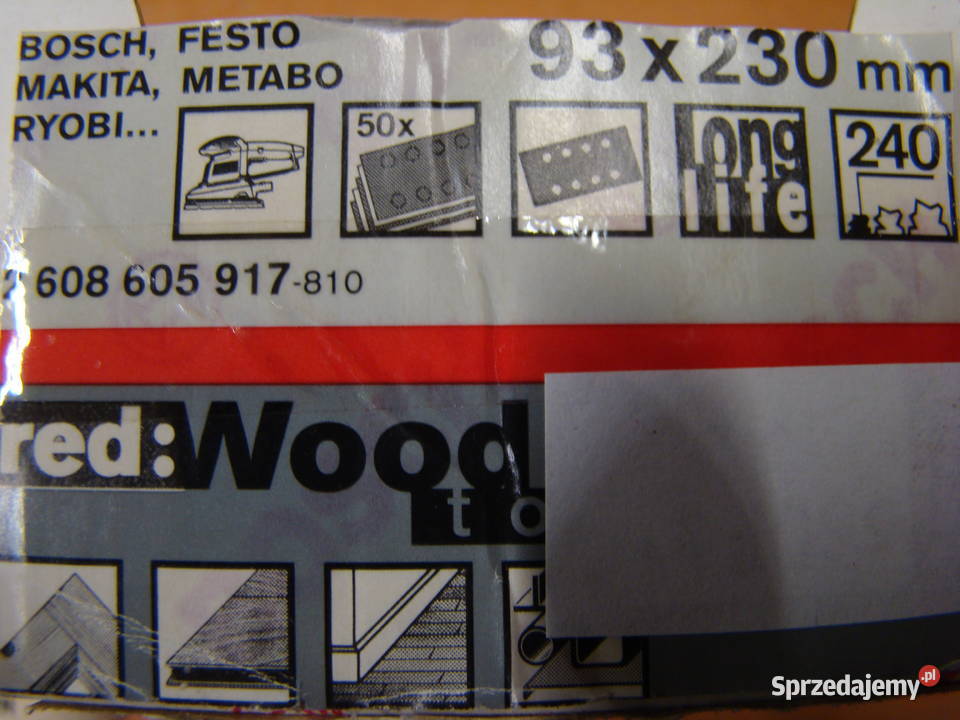 BOSCH, FESTO
MAKITA, METABO
RYOBI...
93 x 230 mm
50x
long
life
240
2 608 605 917-810
red:Wood
Sprzedajemy.pl